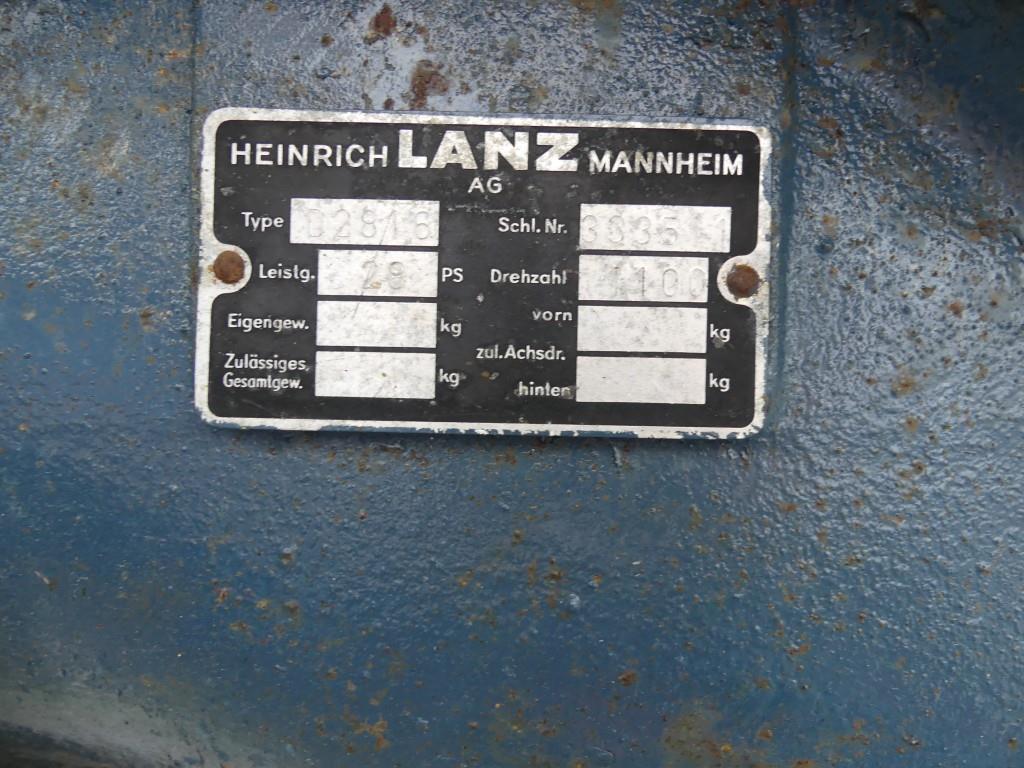 HEINRICH LANZ MANNHEIM
AG
Type D2816 Schl. Nr.
Leistg. 28 PS Drehzahl 1100
Eigengew. kg vorn kg
zul. Achsdr.
Zulässiges Gesamtgew. kg hinten kg